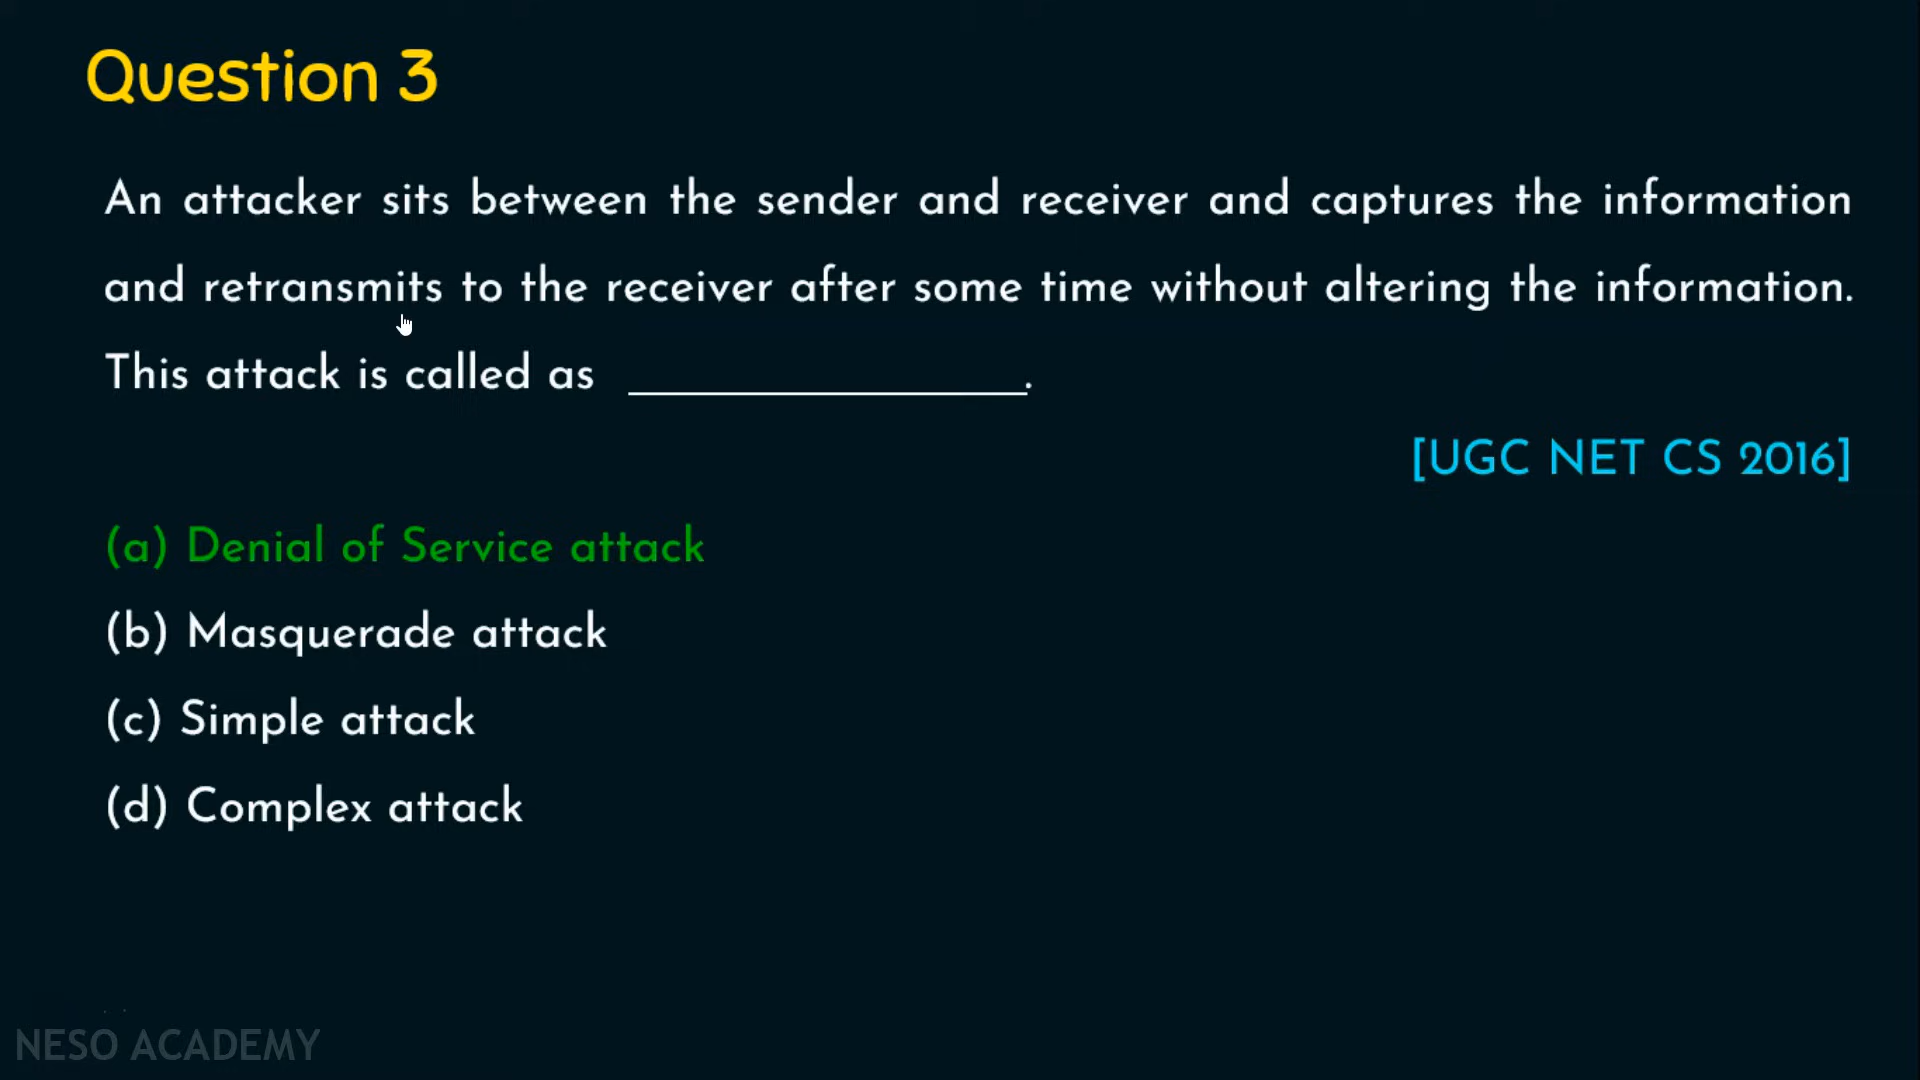 Question 3
An attacker sits between the sender and receiver and captures the information
and retransmits to the receiver after some time without altering the information.
This attack is called as ________________.
[UGC NET CS 2016]
(a) Denial of Service attack
(b) Masquerade attack
(c) Simple attack
(d) Complex attack
NESO ACADEMY